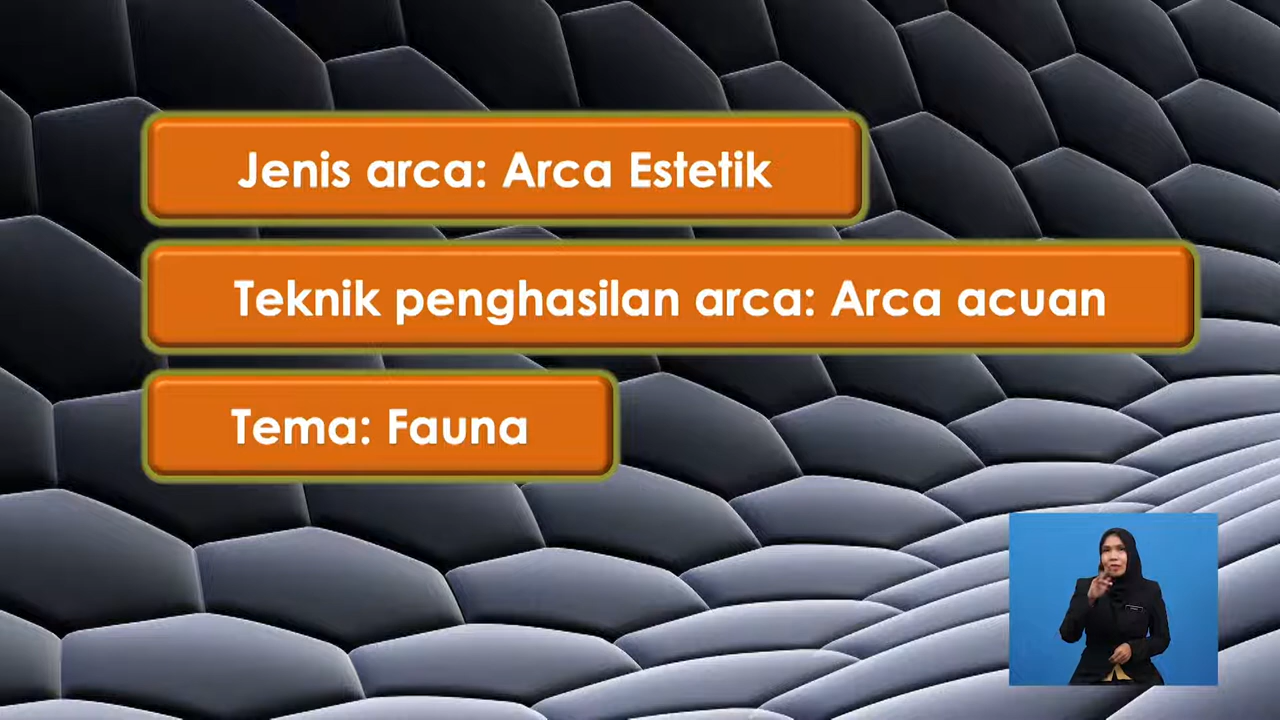 Jenis arca: Arca Estetik
Teknik penghasilan arca: Arca acuan
Tema: Fauna